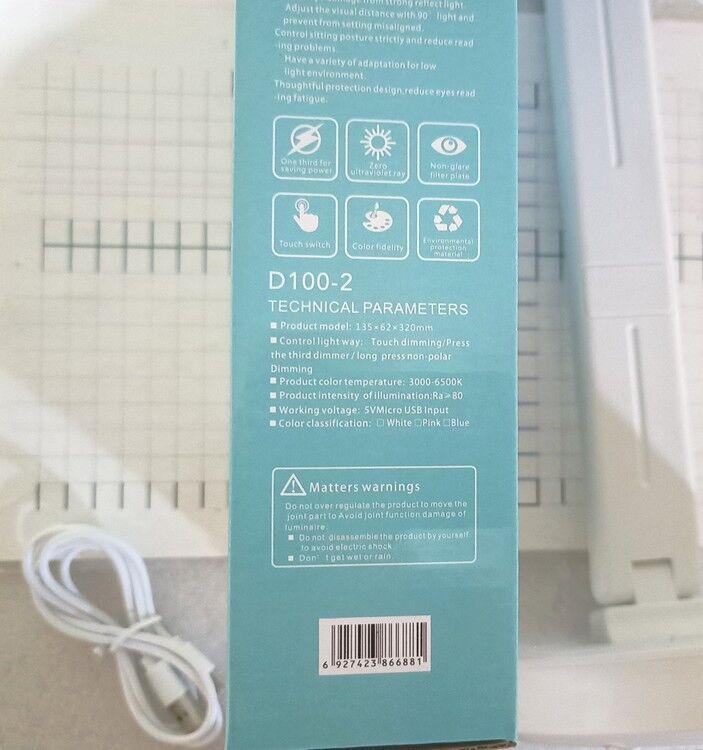 from strong reflect light.
Adjust the visual distance with 90° light and
prevent from setting misaligned.
Control sitting posture strictly and reduce read
-ing problems.
Have a variety of adaptation for low
light environment.
Thoughtful protection design,reduce eyes read
-ing fatigue.
One third for
saving power
Zero
ultraviolet ray
Non-glare
filter plate
Touch switch
Color fidelity
Environmental
protection
material
D100-2
TECHNICAL PARAMETERS
■ Product model: 135×62×320mm
■ Control light way: Touch dimming/Press
the third dimmer / long press non-polar
Dimming
■ Product color temperature: 3000-6500K
■ Product intensity of illumination:Ra≥80
■ Working voltage: 5VMicro USB Input
■ Color classification: □ White □Pink □Blue
Matters warnings
Do not over regulate the product to move the
joint part to Avoid joint function damage of
luminaire.
■ Do not disassemble the product by yourself
to avoid electric shock.
■ Don't get wet or rain.
6 927423 866881